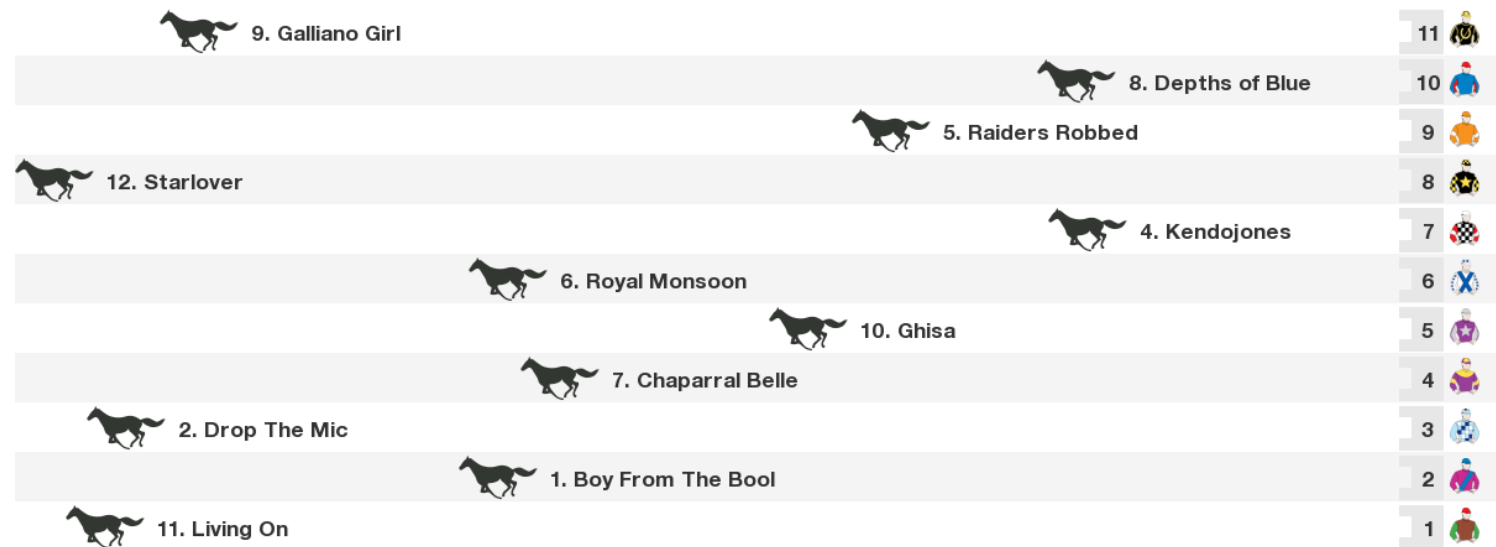 9. Galliano Girl 11
8. Depths of Blue 10
5. Raiders Robbed 9
12. Starlover 8
4. Kendojones 7
6. Royal Monsoon 6
10. Ghisa 5
7. Chaparral Belle 4
2. Drop The Mic 3
1. Boy From The Bool 2
11. Living On 1